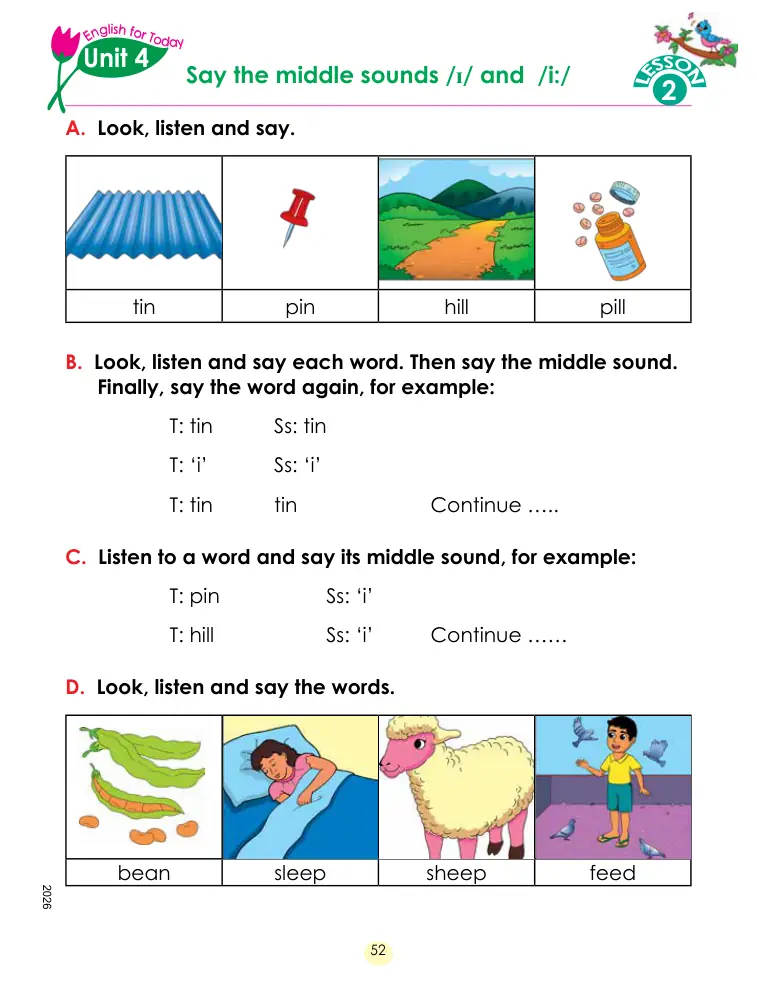 English for Today
Unit 4
Say the middle sounds /ɪ/ and /i:/
LESSON
2
A. Look, listen and say.
tin pin hill pill
B. Look, listen and say each word. Then say the middle sound.
Finally, say the word again, for example:
T: tin Ss: tin
T: ‘i’ Ss: ‘i’
T: tin tin Continue …..
C. Listen to a word and say its middle sound, for example:
T: pin Ss: ‘i’
T: hill Ss: ‘i’ Continue ……
D. Look, listen and say the words.
bean sleep sheep feed
2026
52